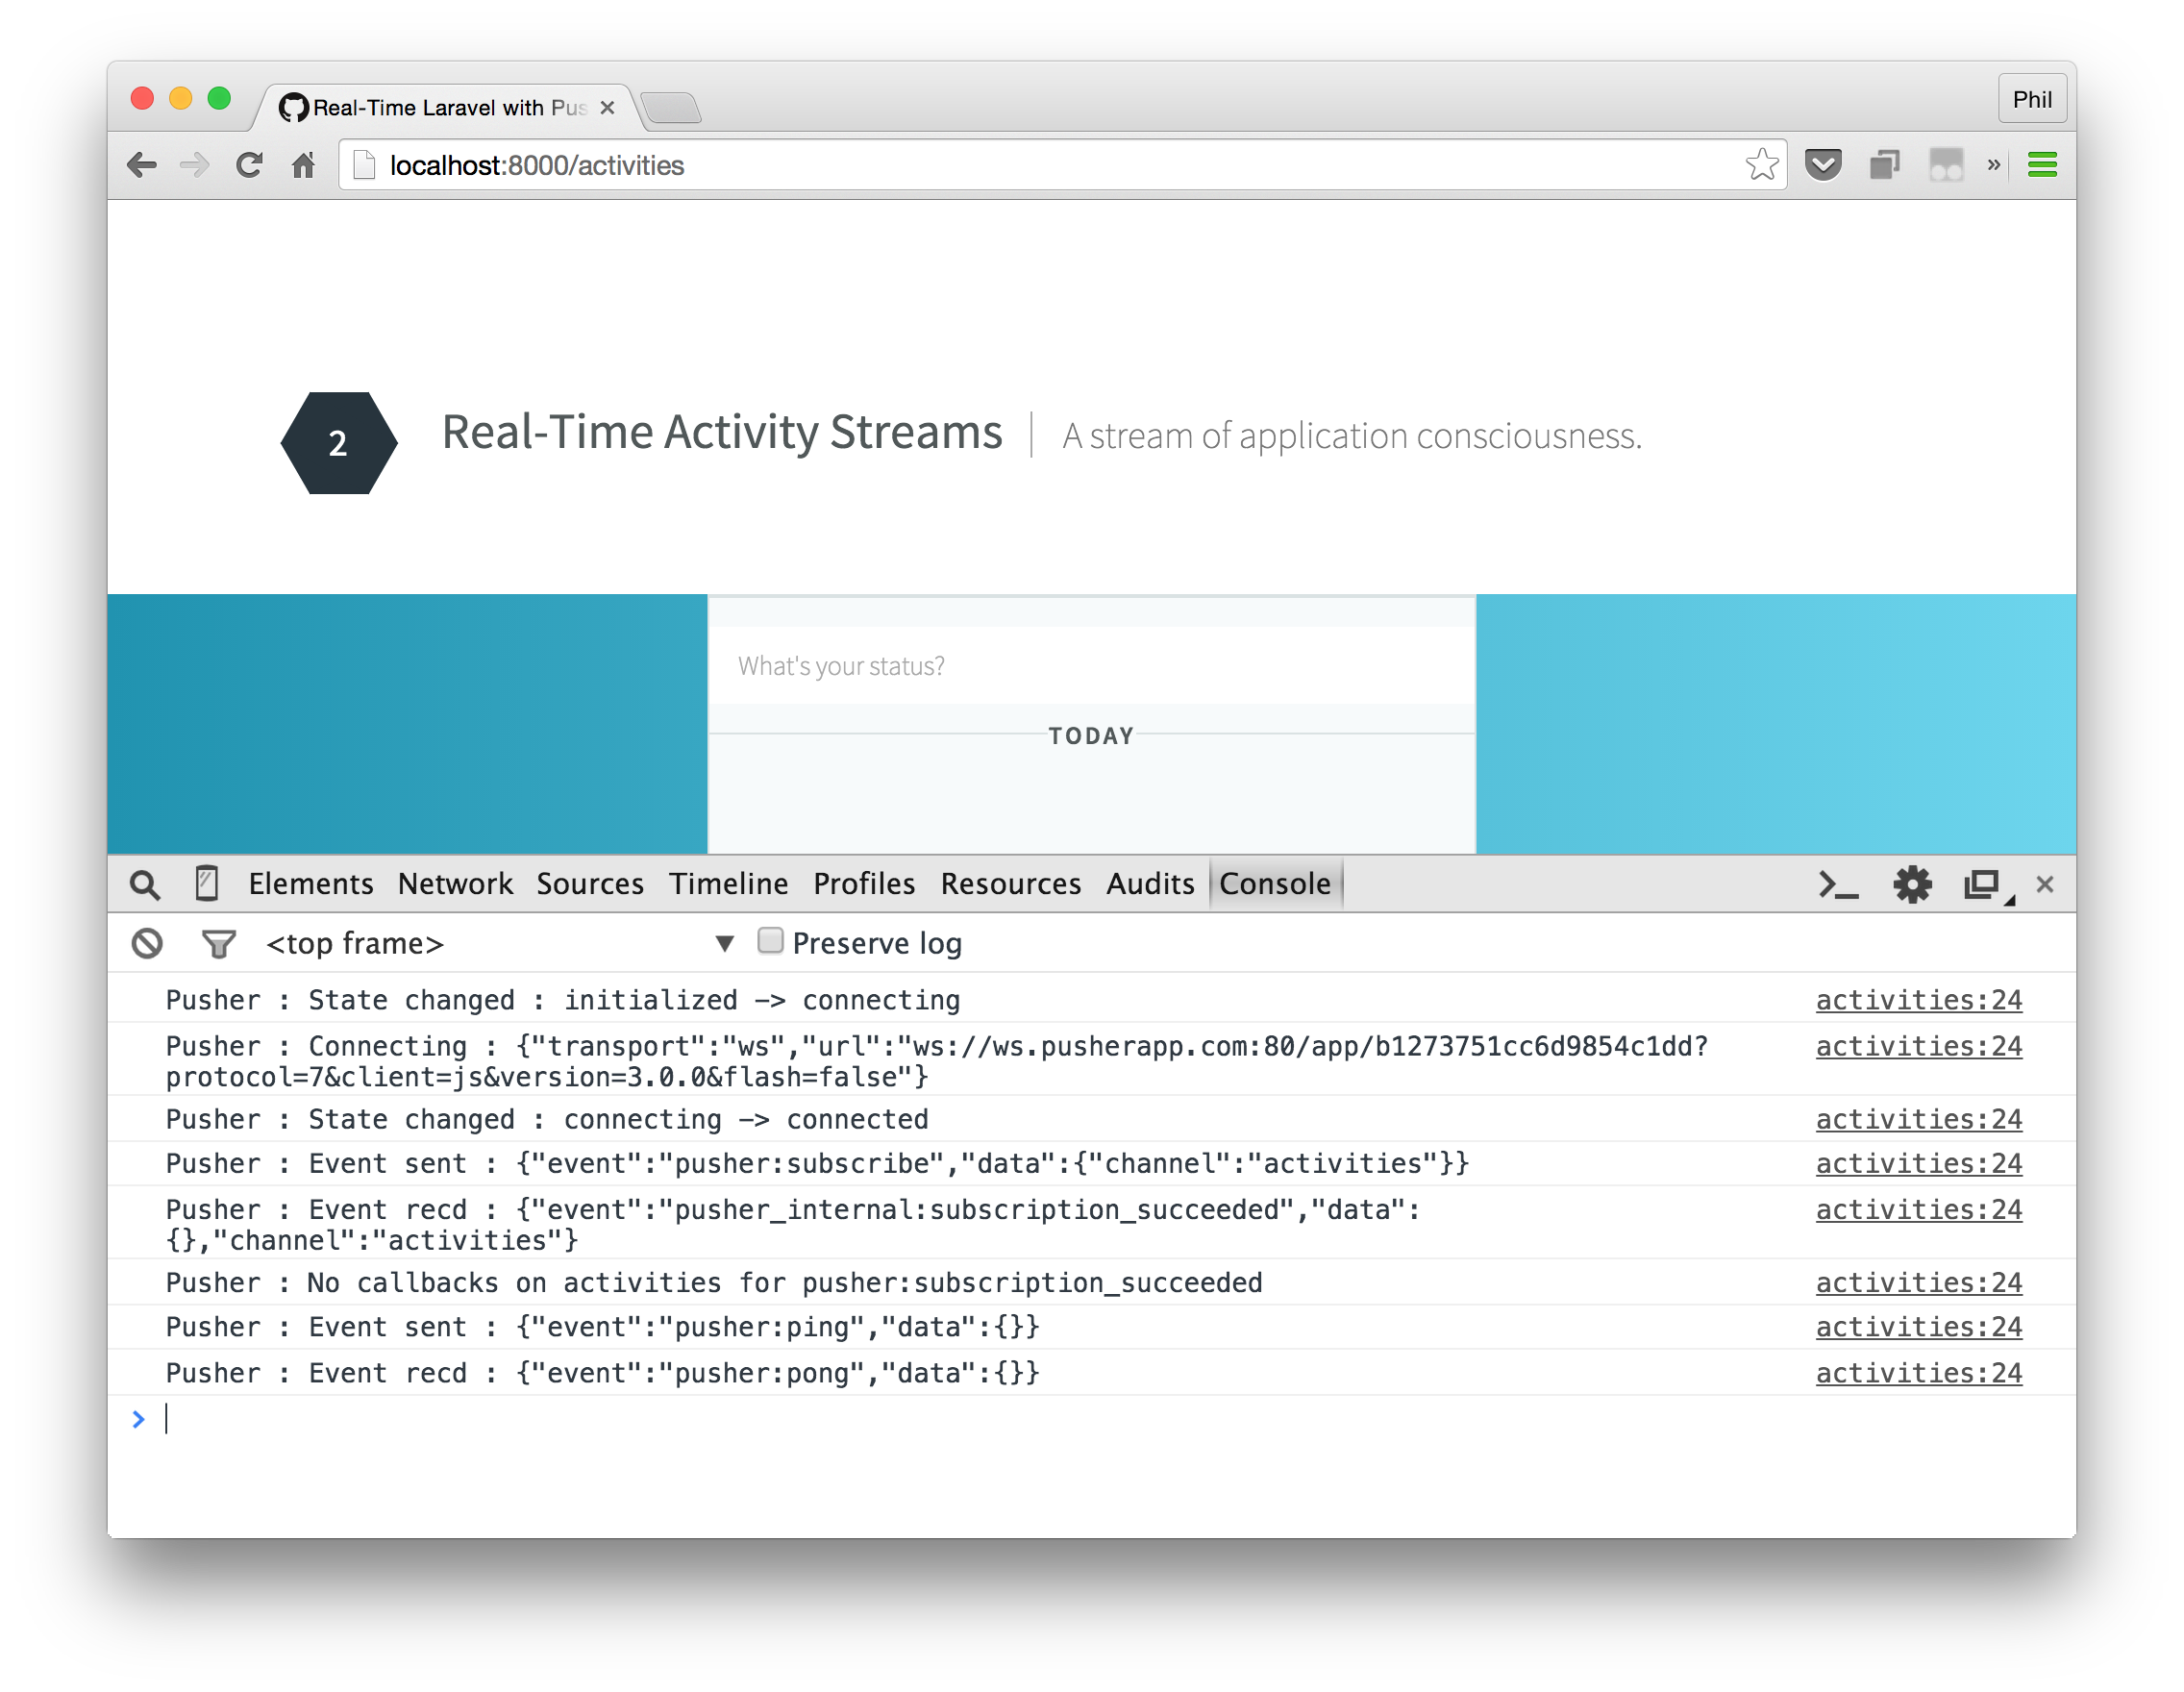 Real-Time Laravel with Pus
Phil
localhost:8000/activities
»
2
Real-Time Activity Streams
A stream of application consciousness.
What's your status?
TODAY
Elements Network Sources Timeline Profiles Resources Audits Console
<top frame> Preserve log
Pusher : State changed : initialized -> connecting activities:24
Pusher : Connecting : {"transport":"ws","url":"ws://ws.pusherapp.com:80/app/b1273751cc6d9854c1dd? activities:24
protocol=7&client=js&version=3.0.0&flash=false"}
Pusher : State changed : connecting -> connected activities:24
Pusher : Event sent : {"event":"pusher:subscribe","data":{"channel":"activities"}} activities:24
Pusher : Event recd : {"event":"pusher_internal:subscription_succeeded","data": activities:24
{},"channel":"activities"}
Pusher : No callbacks on activities for pusher:subscription_succeeded activities:24
Pusher : Event sent : {"event":"pusher:ping","data":{}} activities:24
Pusher : Event recd : {"event":"pusher:pong","data":{}} activities:24